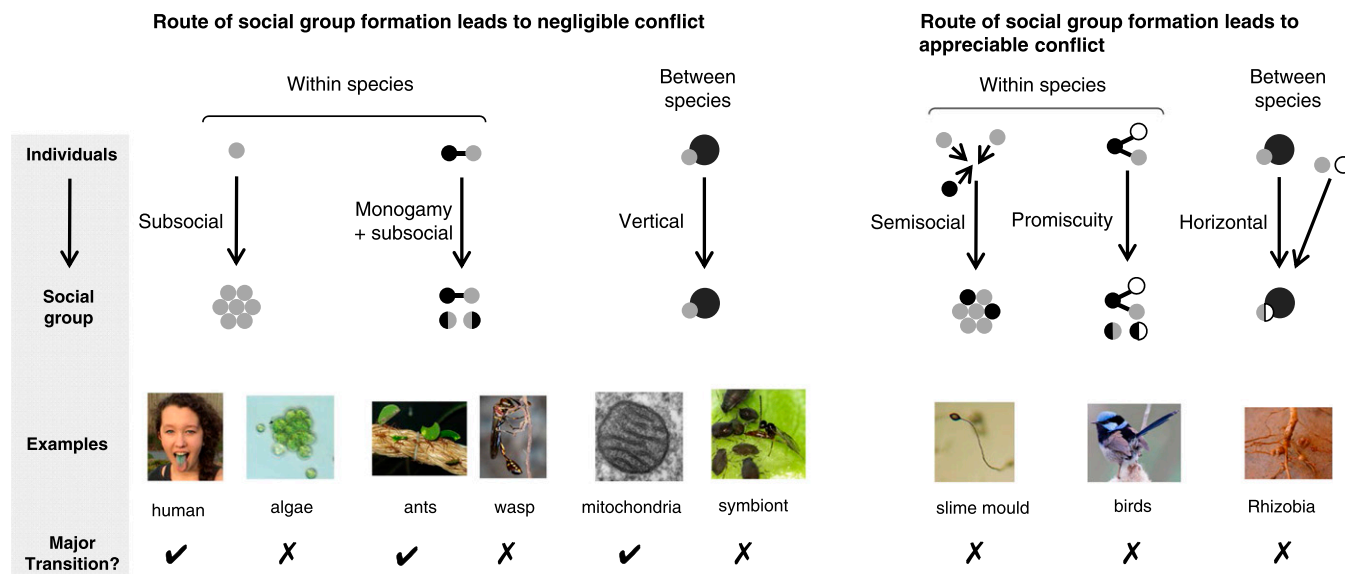 Route of social group formation leads to negligible conflict
Route of social group formation leads to
appreciable conflict
Within species
Between
species
Within species
Between
species
Individuals
Subsocial
Monogamy
+ subsocial
Vertical
Semisocial
Promiscuity
Horizontal
Social
group
Examples
human
algae
ants
wasp
mitochondria
symbiont
slime mould
birds
Rhizobia
Major
Transition?
✔ ✗ ✔ ✗ ✔ ✗ ✗ ✗ ✗